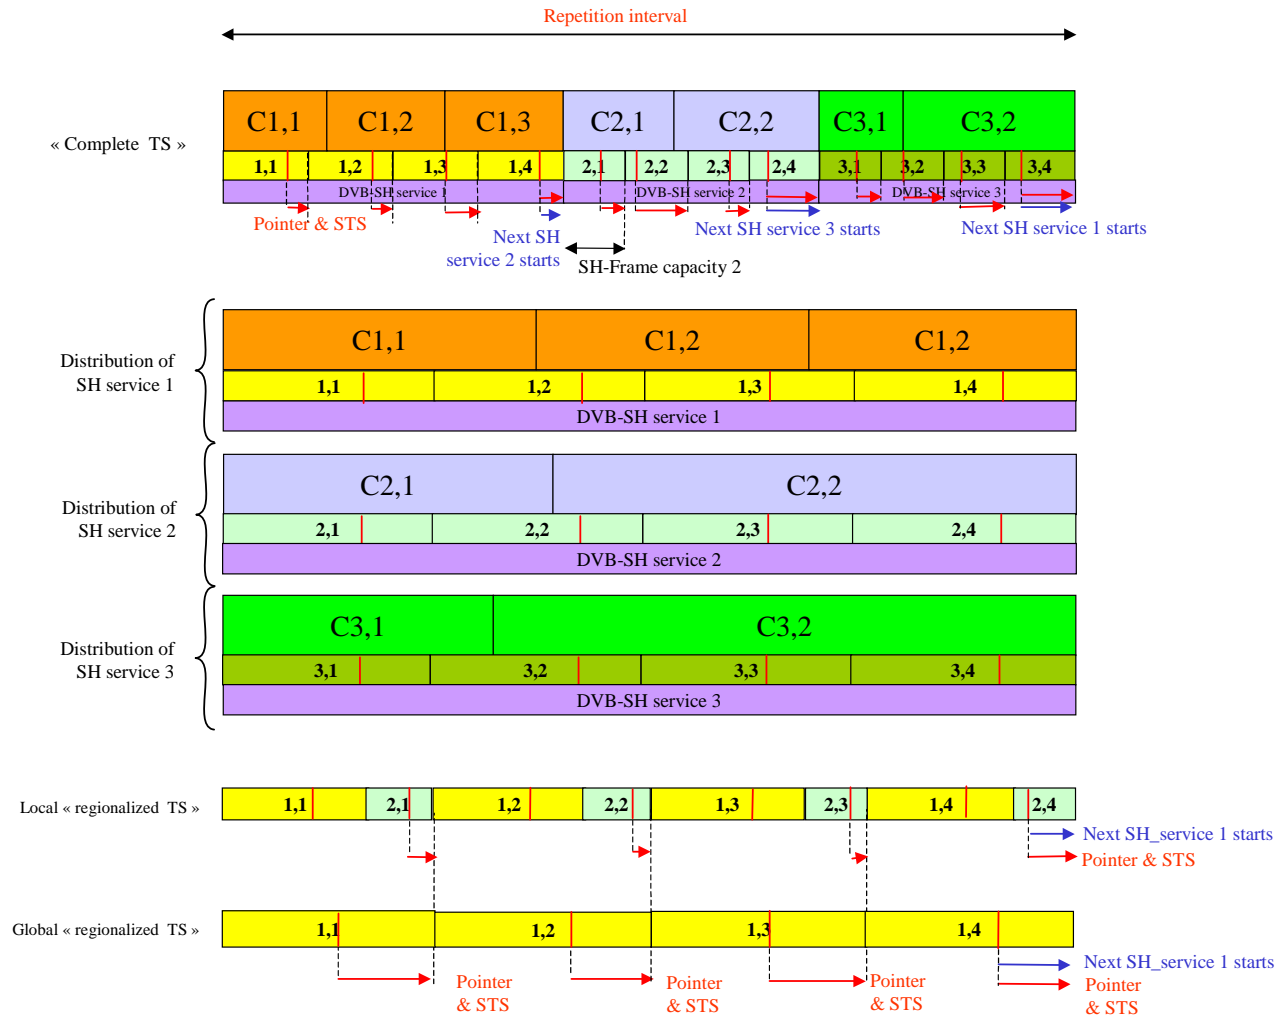 Repetition interval
« Complete  TS »
C1,1 C1,2 C1,3 C2,1 C2,2 C3,1 C3,2
1,1 1,2 1,3 1,4 2,1 2,2 2,3 2,4 3,1 3,2 3,3 3,4
DVB-SH service 1 DVB-SH service 2 DVB-SH service 3
Pointer & STS
Next SH
service 2 starts
Next SH service 3 starts
Next SH service 1 starts
SH-Frame capacity 2
Distribution of
SH service 1
C1,1 C1,2 C1,2
1,1 1,2 1,3 1,4
DVB-SH service 1
Distribution of
SH service 2
C2,1 C2,2
2,1 2,2 2,3 2,4
DVB-SH service 2
Distribution of
SH service 3
C3,1 C3,2
3,1 3,2 3,3 3,4
DVB-SH service 3
Local « regionalized  TS »
1,1 2,1 1,2 2,2 1,3 2,3 1,4 2,4
Next SH_service 1 starts
Pointer & STS
Global « regionalized  TS »
1,1 1,2 1,3 1,4
Next SH_service 1 starts
Pointer
& STS
Pointer
& STS
Pointer
& STS
Pointer
& STS